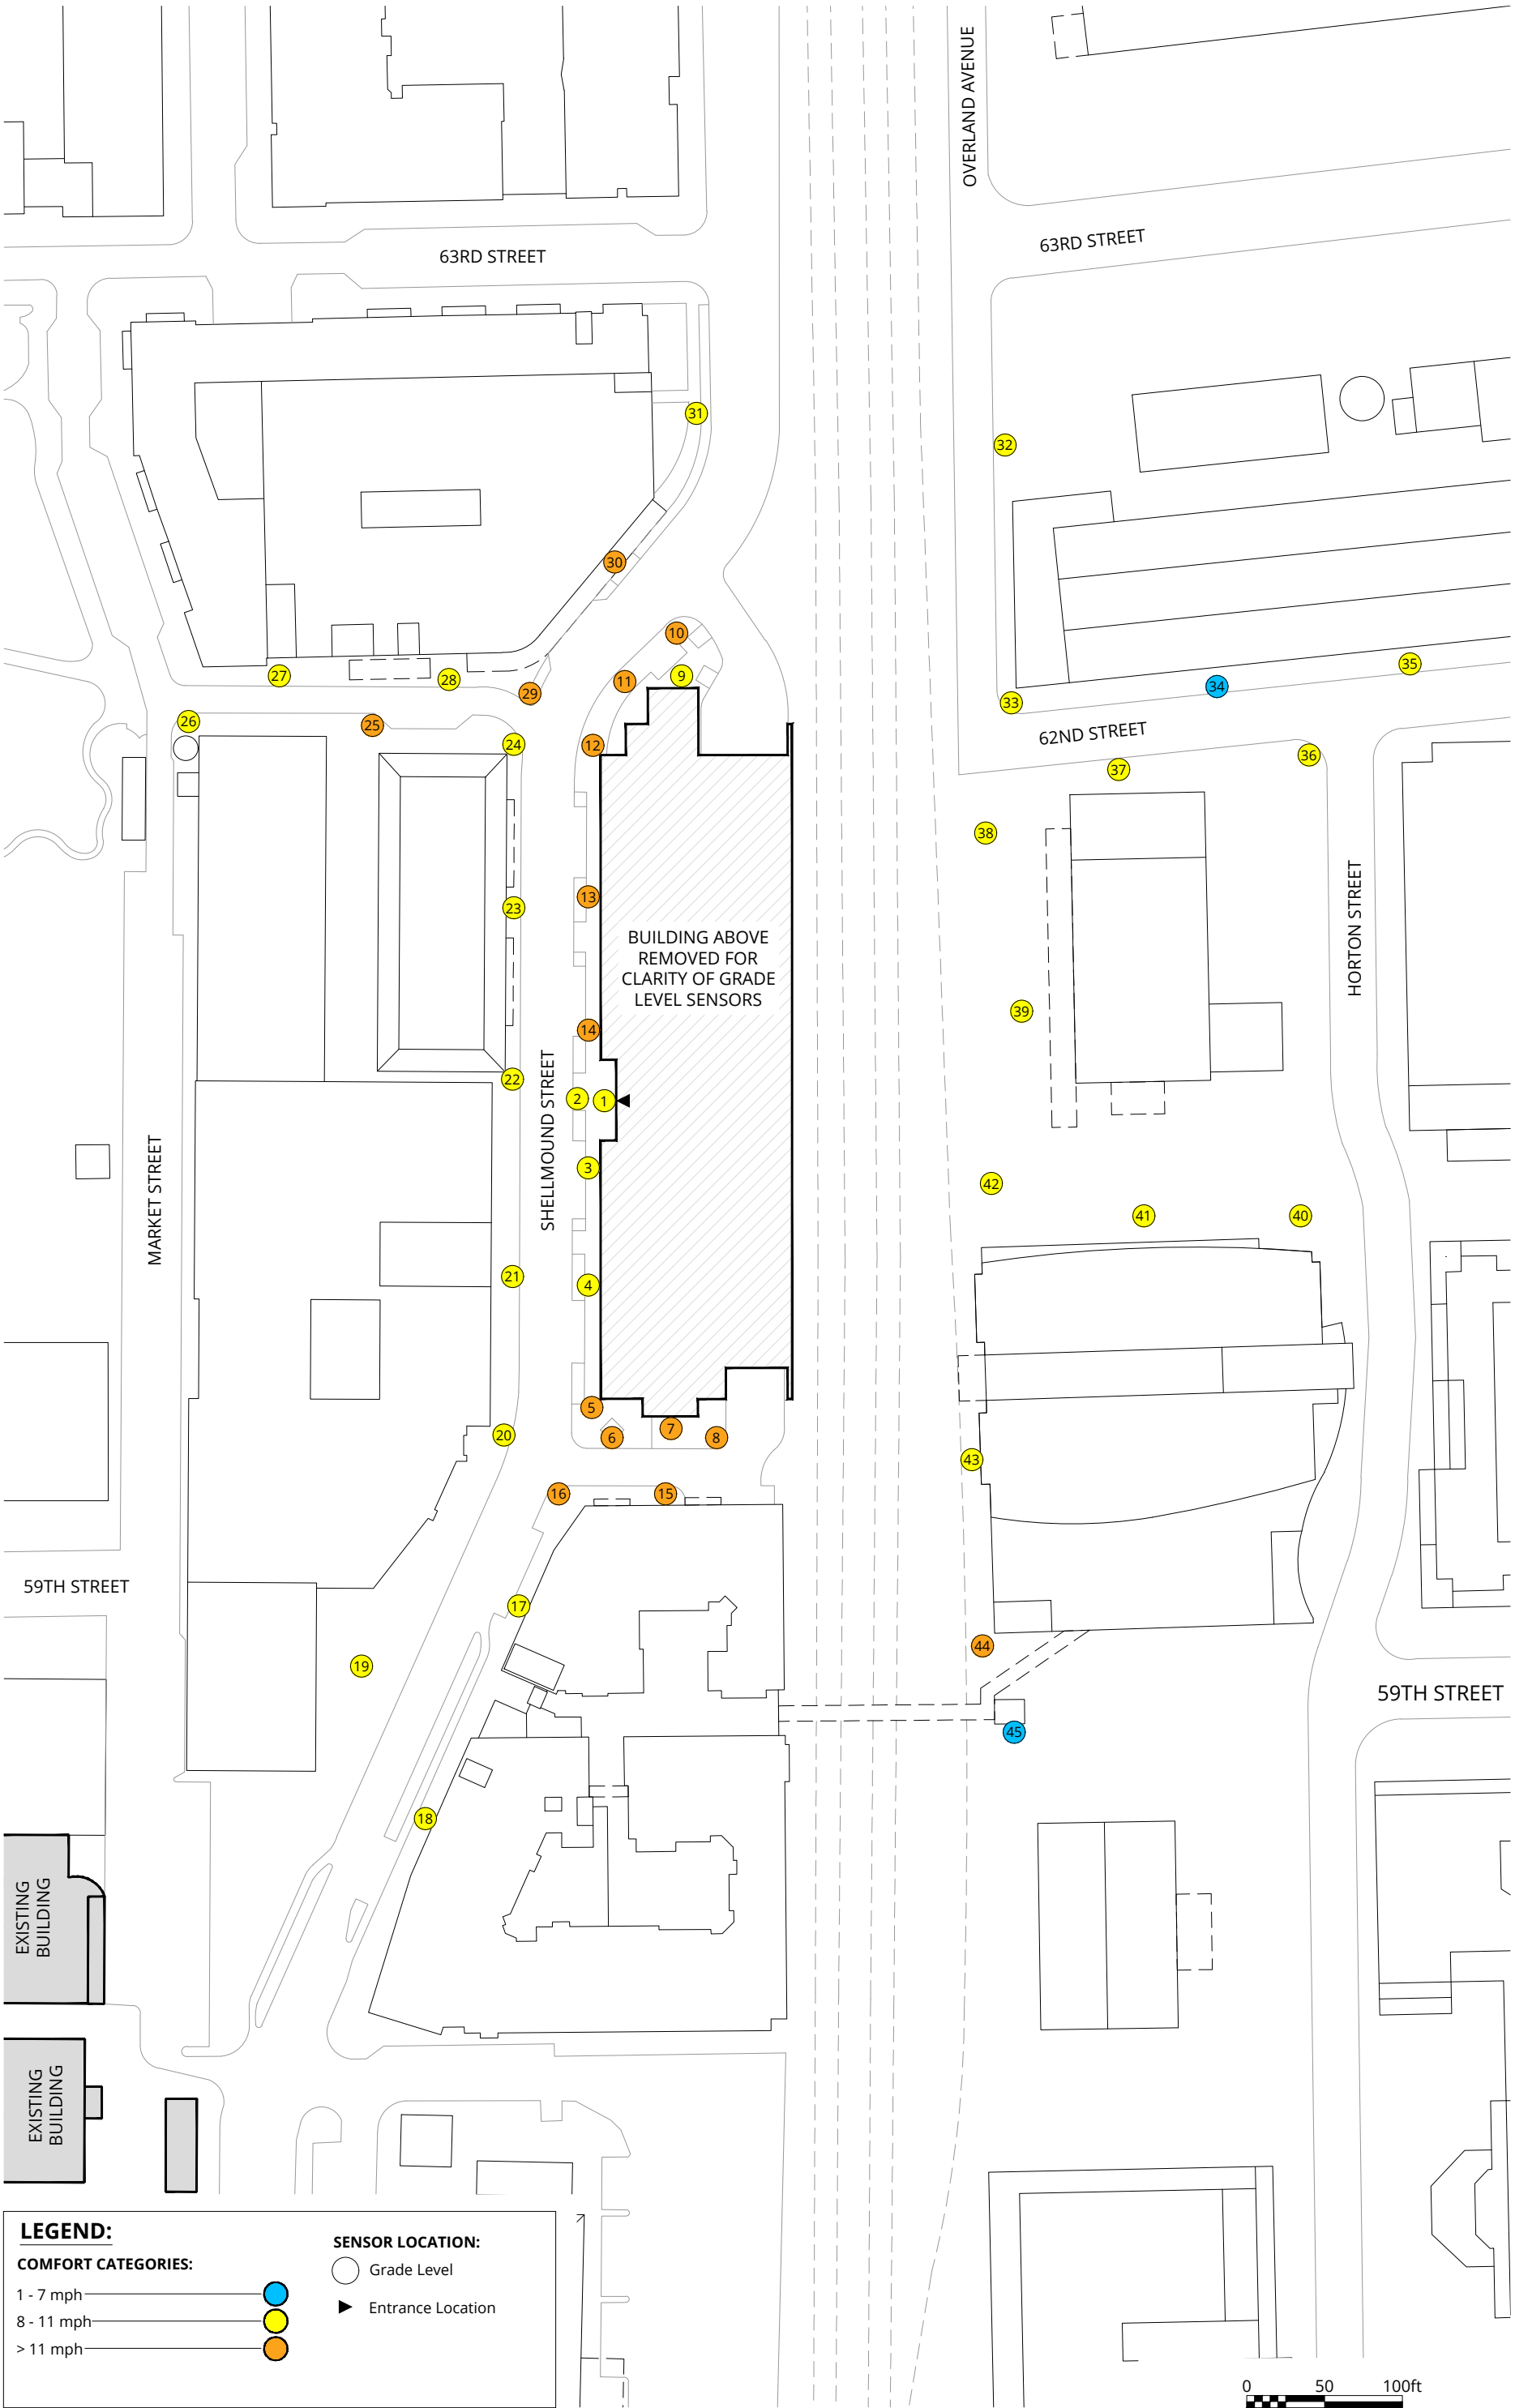 OVERLAND AVENUE
63RD STREET
63RD STREET
31
32
30
10
35
9
27
28
11
34
29
33
26
25
62ND STREET
24
12
36
37
38
13
23
HORTON STREET
BUILDING ABOVE
REMOVED FOR
CLARITY OF GRADE
LEVEL SENSORS
39
14
22
2
1
SHELLMOUND STREET
MARKET STREET
3
42
41
40
21
4
5
20
6
7
8
43
16
15
59TH STREET
17
44
19
59TH STREET
45
18
EXISTING
BUILDING
EXISTING
BUILDING
LEGEND:
COMFORT CATEGORIES:
1 - 7 mph
8 - 11 mph
> 11 mph
SENSOR LOCATION:
Grade Level
Entrance Location
0 50 100ft